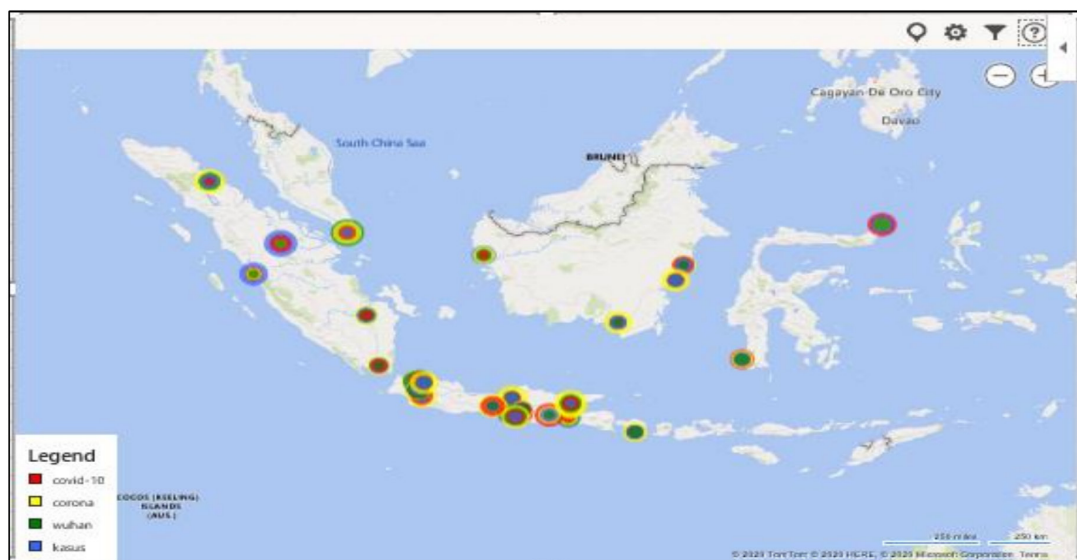 Cagayan De Oro City
Davao
South China Sea
BRUNEI
Legend
covid-10
corona
wuhan
kasus
COCOS (KEELING)
ISLANDS
(AUS.)
250 miles
250 km
© 2020 TomTom © 2020 HERE, © 2020 Microsoft Corporation Terms